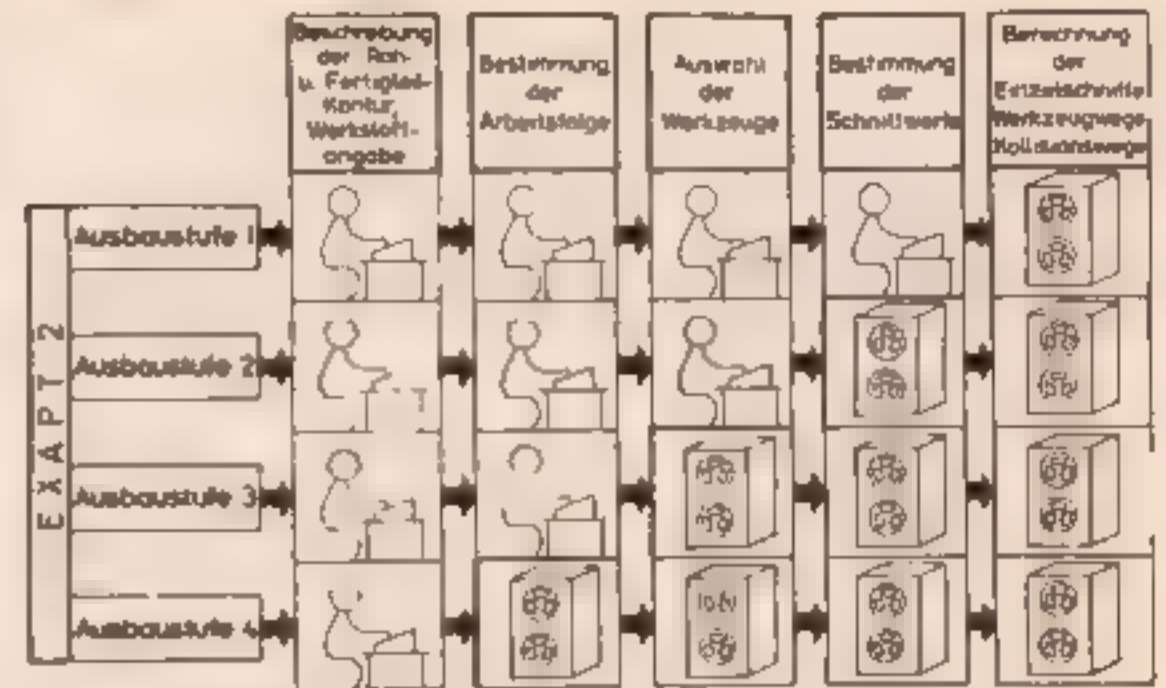 Beschreibung
der Roh-
u. Fertigteil-
Kontur,
Werkstoff-
angabe
Bestimmung
der
Arbeitsfolge
Auswahl
der
Werkzeuge
Bestimmung
der
Schnittwerte
Berechnung
der
Einzelschnitte
Werkzeugwege
Kollisionswege
EXAPT 2
Ausbaustufe 1
Ausbaustufe 2
Ausbaustufe 3
Ausbaustufe 4